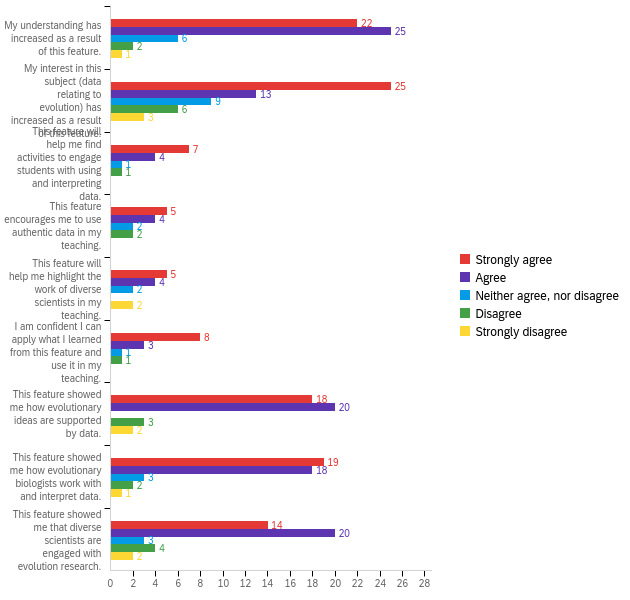 My understanding has
increased as a result
of this feature.
22
25
6
2
1
My interest in this
subject (data
relating to
evolution) has
increased as a result
of this feature.
25
13
9
6
3
This feature will
help me find
activities to engage
students with using
and interpreting
data.
7
4
1
1
This feature
encourages me to use
authentic data in my
teaching.
5
4
2
2
This feature will
help me highlight the
work of diverse
scientists in my
teaching.
5
4
2
2
I am confident I can
apply what I learned
from this feature and
use it in my
teaching.
8
3
1
1
This feature showed
me how evolutionary
ideas are supported
by data.
18
20
3
2
This feature showed
me how evolutionary
biologists work with
and interpret data.
19
18
3
2
1
This feature showed
me that diverse
scientists are
engaged with
evolution research.
14
20
3
4
2
0 2 4 6 8 10 12 14 16 18 20 22 24 26 28
Strongly agree
Agree
Neither agree, nor disagree
Disagree
Strongly disagree